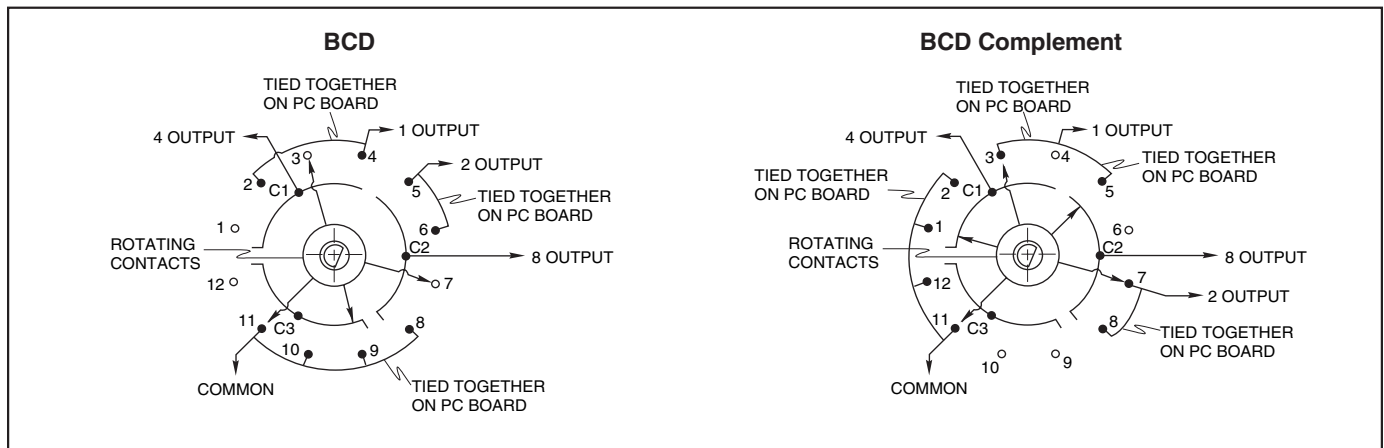 BCD
TIED TOGETHER
ON PC BOARD
4 OUTPUT
1 OUTPUT
3
4
2 OUTPUT
2
C1
5
TIED TOGETHER
ON PC BOARD
1
6
C2
ROTATING
CONTACTS
8 OUTPUT
12
7
11
C3
8
10
9
COMMON
TIED TOGETHER
ON PC BOARD
BCD Complement
TIED TOGETHER
ON PC BOARD
4 OUTPUT
1 OUTPUT
3
4
TIED TOGETHER
ON PC BOARD
TIED TOGETHER
ON PC BOARD
2
C1
5
1
6
C2
ROTATING
CONTACTS
8 OUTPUT
12
7
2 OUTPUT
11
C3
8
TIED TOGETHER
ON PC BOARD
10
9
COMMON